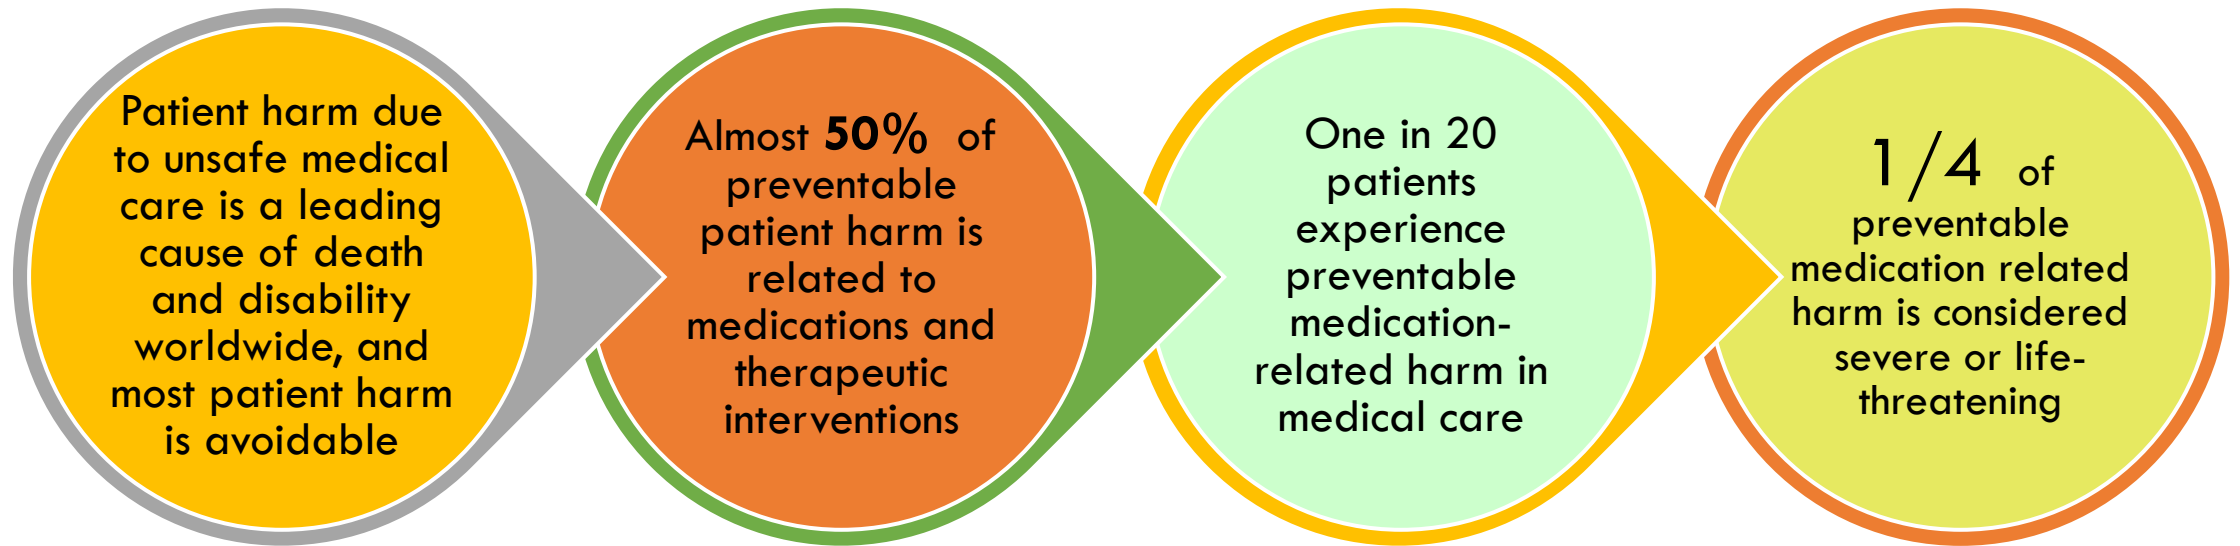 Patient harm due
to unsafe medical
care is a leading
cause of death
and disability
worldwide, and
most patient harm
is avoidable
Almost 50% of
preventable
patient harm is
related to
medications and
therapeutic
interventions
One in 20
patients
experience
preventable
medication-
related harm in
medical care
1/4 of
preventable
medication related
harm is considered
severe or life-
threatening